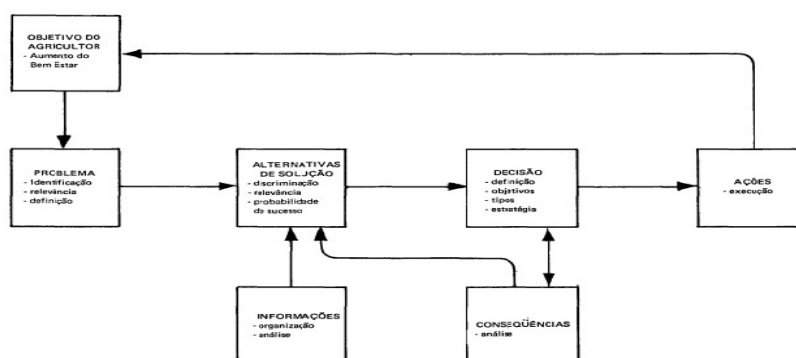 OBJETIVO DO
AGRICULTOR
- Aumento do
Bem Estar
PROBLEMA
- Identificação
- relevância
- definição
ALTERNATIVAS
DE SOLUÇÃO
- discriminação
- relevância
- probabilidade
de sucesso
DECISÃO
- definição
- objetivos
- tipos
- estratégia
AÇÕES
- execução
INFORMAÇÕES
- organização
- análise
CONSEQÜÊNCIAS
- análise